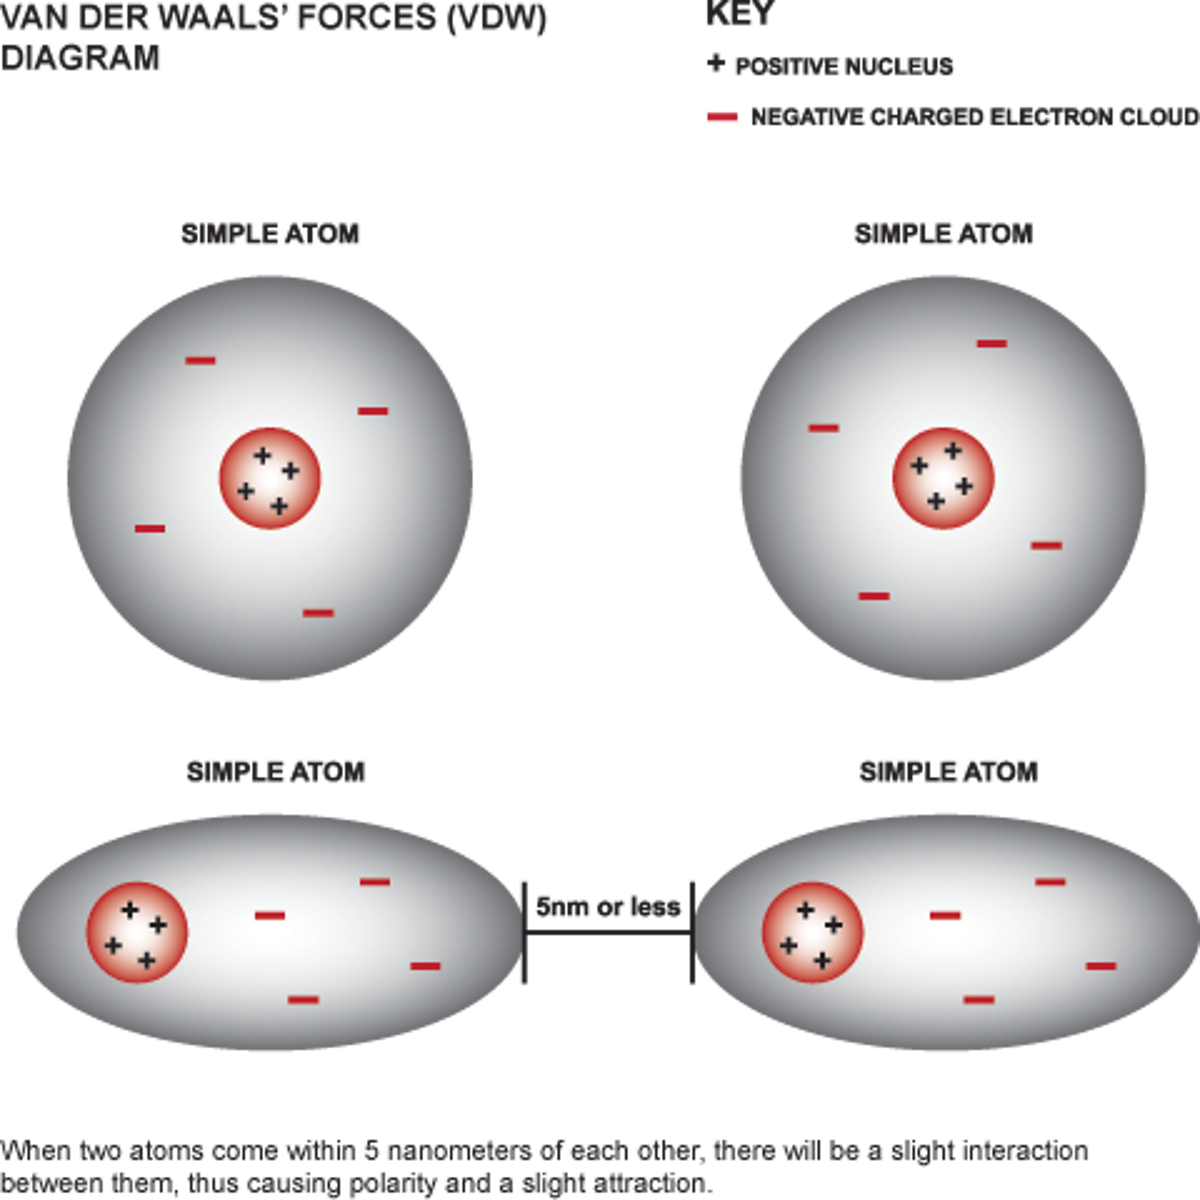 VAN DER WAALS’ FORCES (VDW)
DIAGRAM
KEY
+ POSITIVE NUCLEUS
− NEGATIVE CHARGED ELECTRON CLOUD
SIMPLE ATOM
SIMPLE ATOM
SIMPLE ATOM
SIMPLE ATOM
5nm or less
When two atoms come within 5 nanometers of each other, there will be a slight interaction
between them, thus causing polarity and a slight attraction.